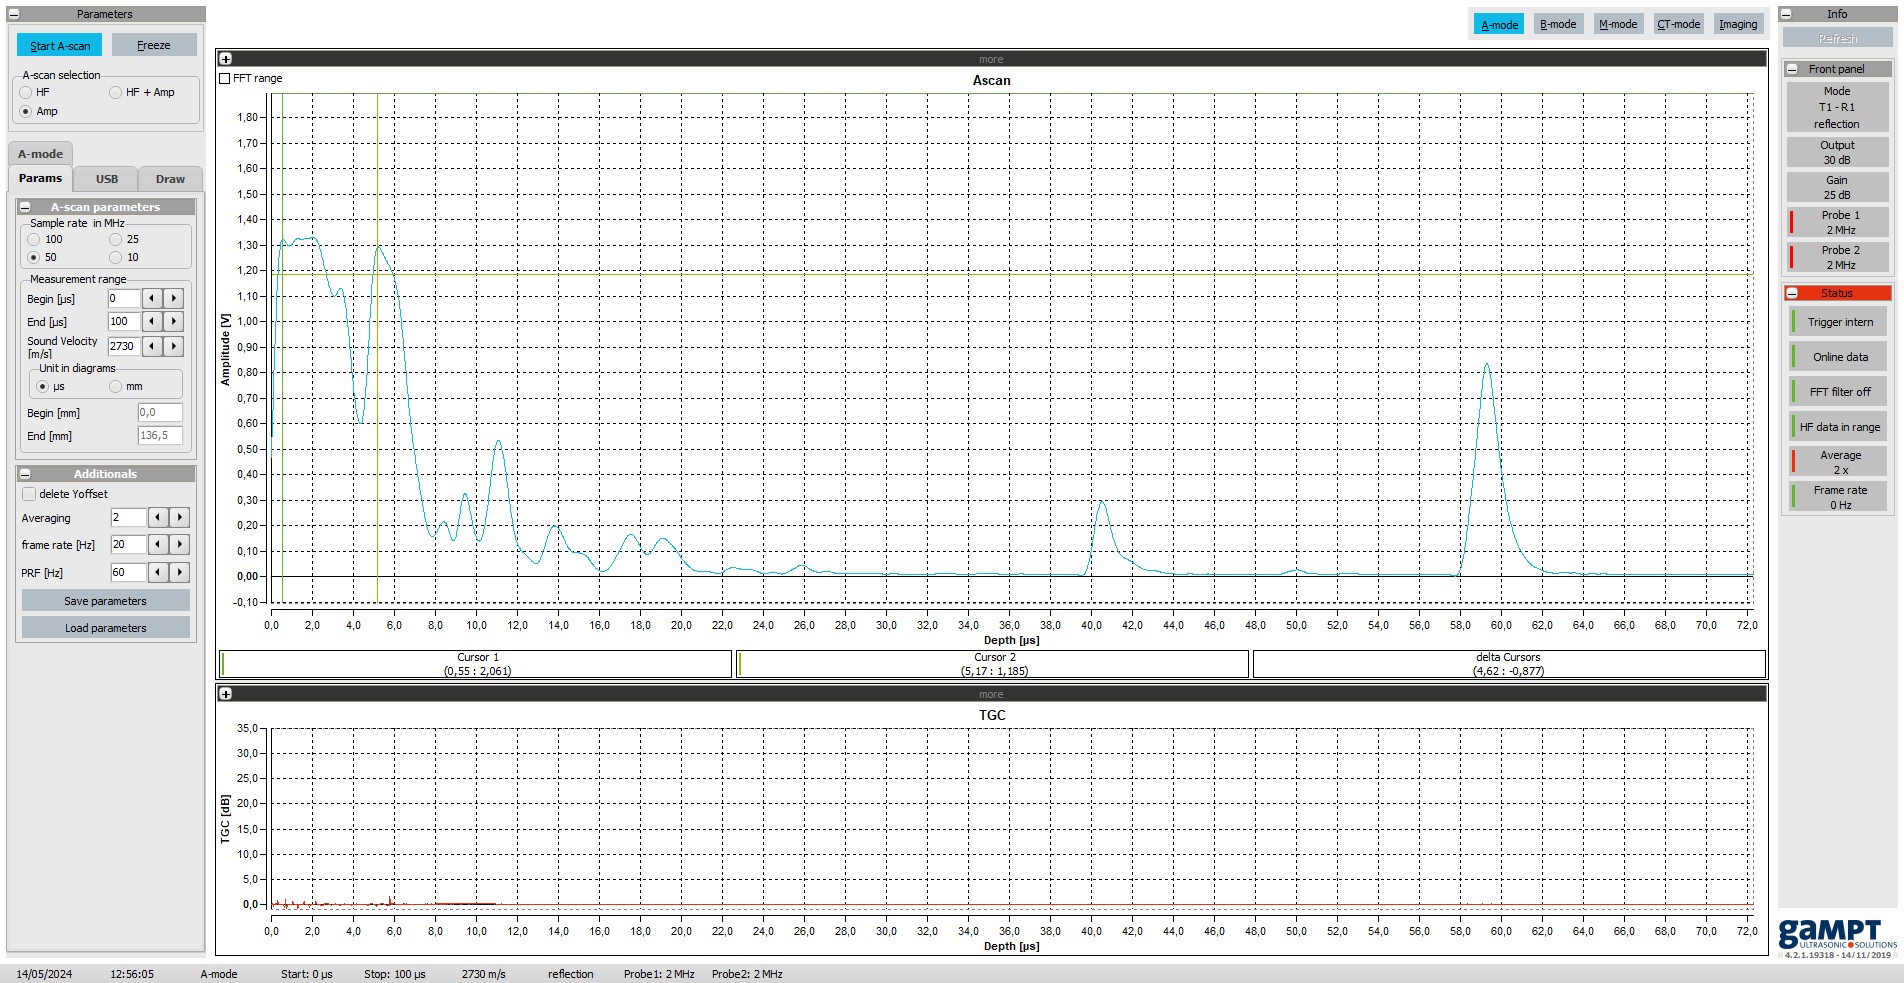 Parameters
Start A-scan
Freeze
A-scan selection
HF
HF + Amp
Amp
A-mode
Params
USB
Draw
A-scan parameters
Sample rate in MHz
100
25
50
10
Measurement range
Begin [µs]
0
End [µs]
100
Sound Velocity
[m/s]
2730
Unit in diagrams
µs
mm
Begin [mm]
0,0
End [mm]
136,5
Additionals
delete Yoffset
Averaging
2
frame rate [Hz]
20
PRF [Hz]
60
Save parameters
Load parameters
A-mode
B-mode
M-mode
CT-mode
Imaging
more
FFT range
Ascan
Amplitude [V]
1,80
1,70
1,60
1,50
1,40
1,30
1,20
1,10
1,00
0,90
0,80
0,70
0,60
0,50
0,40
0,30
0,20
0,10
0,00
-0,10
0,0 2,0 4,0 6,0 8,0 10,0 12,0 14,0 16,0 18,0 20,0 22,0 24,0 26,0 28,0 30,0 32,0 34,0 36,0 38,0 40,0 42,0 44,0 46,0 48,0 50,0 52,0 54,0 56,0 58,0 60,0 62,0 64,0 66,0 68,0 70,0 72,0
Depth [µs]
Cursor 1
(0,55 : 2,061)
Cursor 2
(5,17 : 1,185)
delta Cursors
(4,62 : -0,877)
more
TGC
TGC [dB]
35,0
30,0
25,0
20,0
15,0
10,0
5,0
0,0
0,0 2,0 4,0 6,0 8,0 10,0 12,0 14,0 16,0 18,0 20,0 22,0 24,0 26,0 28,0 30,0 32,0 34,0 36,0 38,0 40,0 42,0 44,0 46,0 48,0 50,0 52,0 54,0 56,0 58,0 60,0 62,0 64,0 66,0 68,0 70,0 72,0
Depth [µs]
Info
Refresh
Front panel
Mode
T1 - R1
reflection
Output
30 dB
Gain
25 dB
Probe 1
2 MHz
Probe 2
2 MHz
Status
Trigger intern
Online data
FFT filter off
HF data in range
Average
2 x
Frame rate
0 Hz
gAMPT
ULTRASONIC SOLUTIONS
4.2.1.19318 - 14/11/2019
14/05/2024 12:56:05 A-mode Start: 0 µs Stop: 100 µs 2730 m/s reflection Probe1: 2 MHz Probe2: 2 MHz